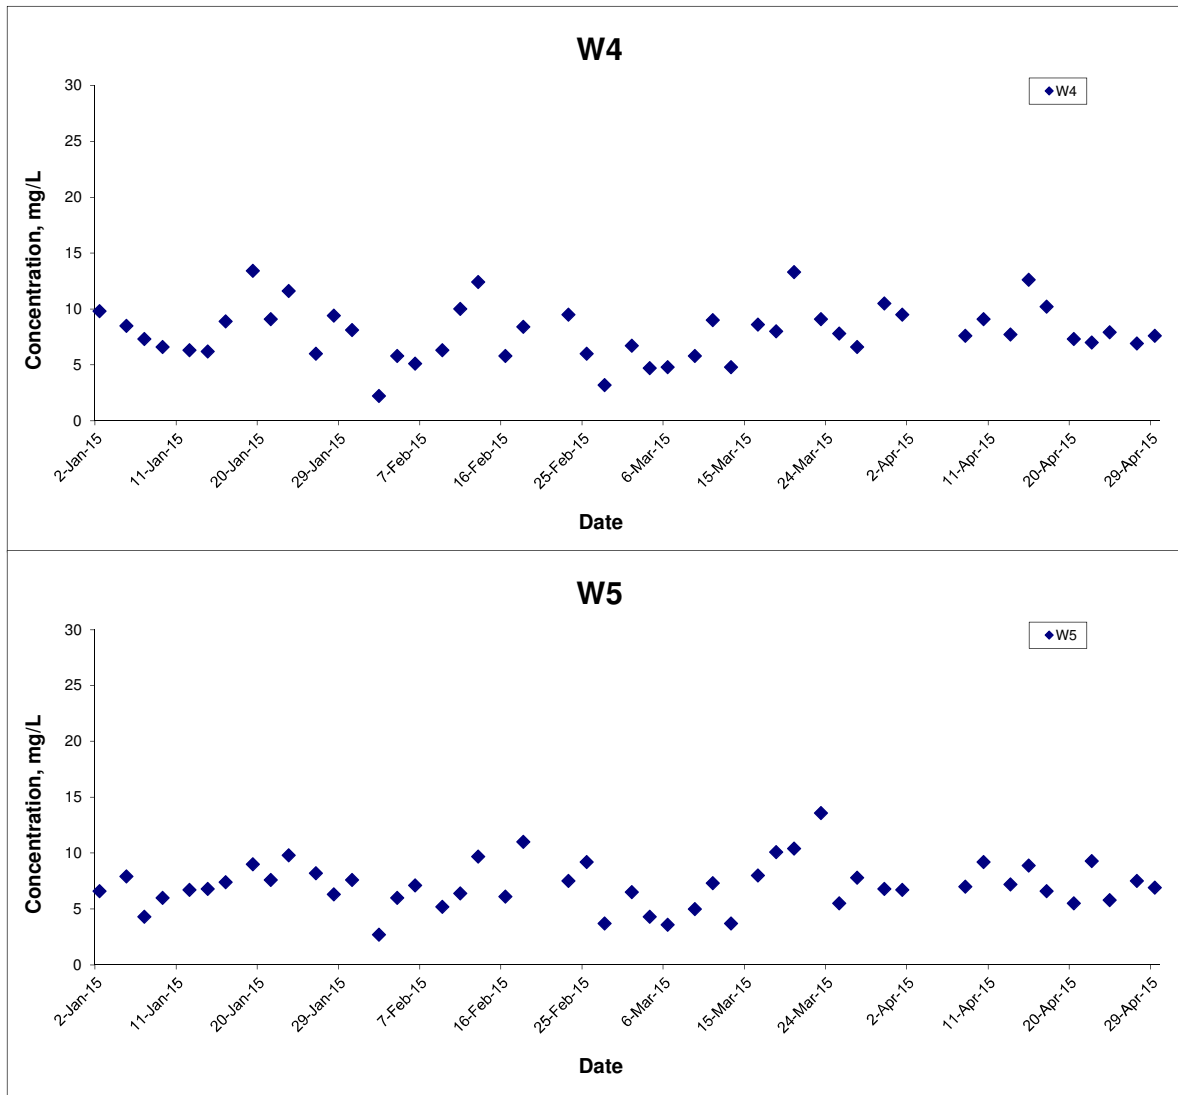 W4
30
25
20
15
10
5
0
Concentration, mg/L
W4
2-Jan-15
11-Jan-15
20-Jan-15
29-Jan-15
7-Feb-15
16-Feb-15
25-Feb-15
6-Mar-15
15-Mar-15
24-Mar-15
2-Apr-15
11-Apr-15
20-Apr-15
29-Apr-15
Date
W5
30
25
20
15
10
5
0
Concentration, mg/L
W5
2-Jan-15
11-Jan-15
20-Jan-15
29-Jan-15
7-Feb-15
16-Feb-15
25-Feb-15
6-Mar-15
15-Mar-15
24-Mar-15
2-Apr-15
11-Apr-15
20-Apr-15
29-Apr-15
Date